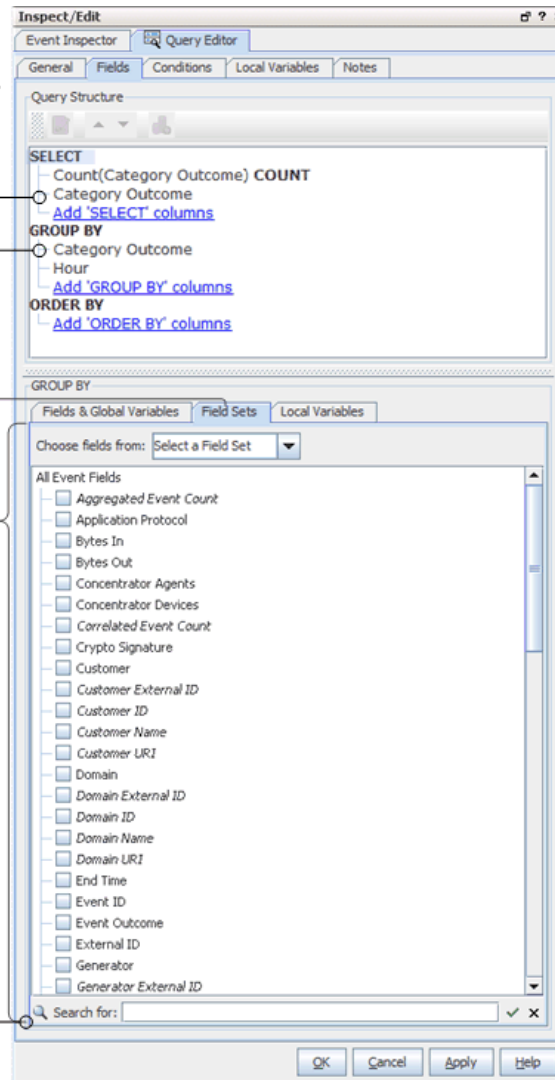 Inspect/Edit ?
Event Inspector Query Editor
General Fields Conditions Local Variables Notes
Query Structure
SELECT
Count(Category Outcome) COUNT
Category Outcome
Add 'SELECT' columns
GROUP BY
Category Outcome
Hour
Add 'GROUP BY' columns
ORDER BY
Add 'ORDER BY' columns
GROUP BY
Fields & Global Variables Field Sets Local Variables
Choose fields from: Select a Field Set
All Event Fields
Aggregated Event Count
Application Protocol
Bytes In
Bytes Out
Concentrator Agents
Concentrator Devices
Correlated Event Count
Crypto Signature
Customer
Customer External ID
Customer ID
Customer Name
Customer URI
Domain
Domain External ID
Domain ID
Domain Name
Domain URI
End Time
Event ID
Event Outcome
External ID
Generator
Generator External ID
Search for:
OK Cancel Apply Help